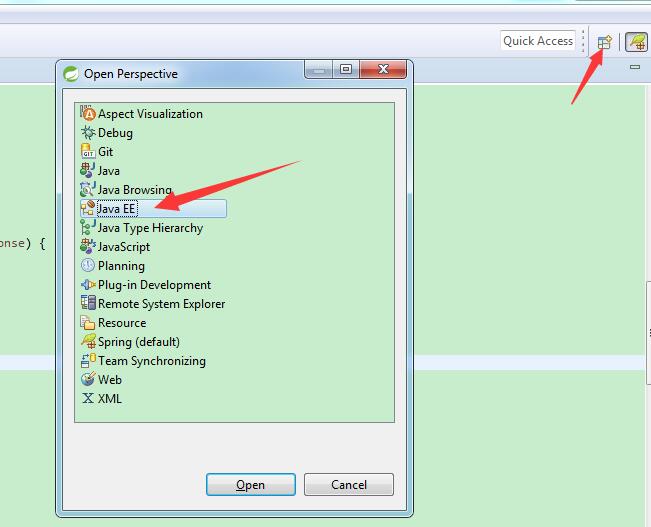 Quick Access
Open Perspective
Aspect Visualization
Debug
GIT Git
Java
Java Browsing
Java EE
onse) {
Java Type Hierarchy
JavaScript
Planning
Plug-in Development
Remote System Explorer
Resource
Spring (default)
Team Synchronizing
Web
X XML
Open
Cancel